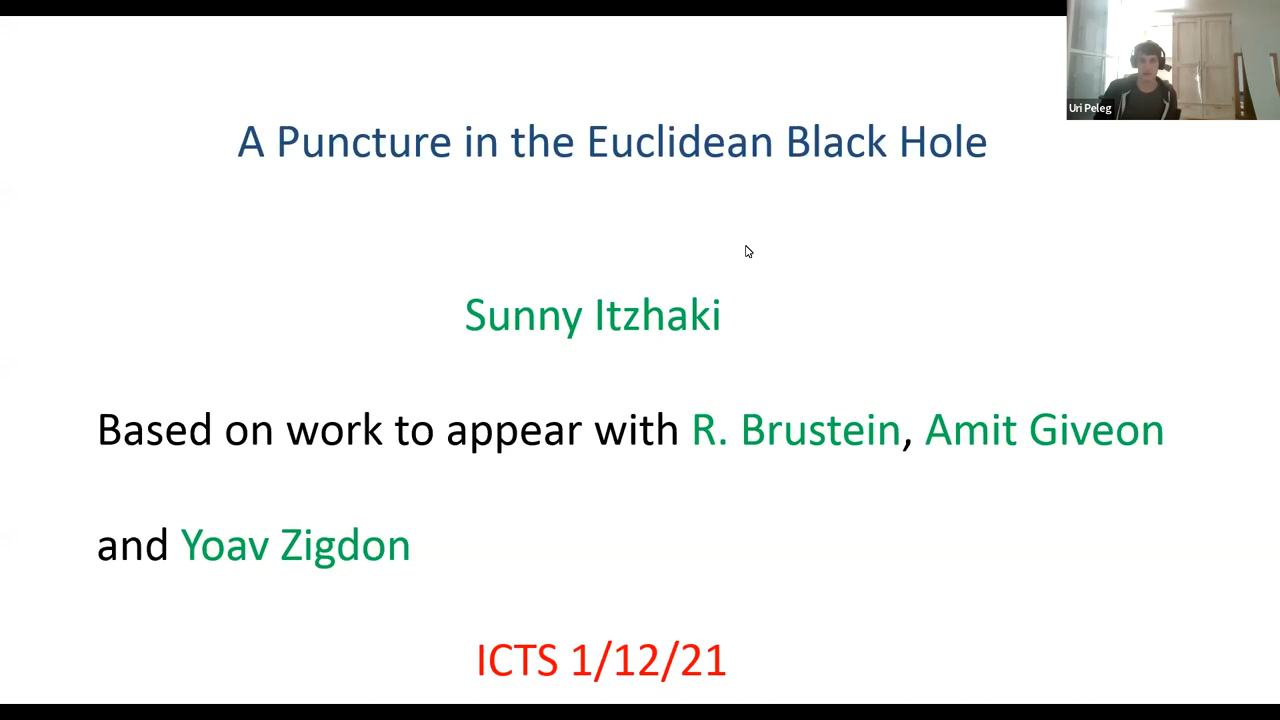 Uri Peleg
A Puncture in the Euclidean Black Hole
Sunny Itzhaki
Based on work to appear with R. Brustein, Amit Giveon
and Yoav Zigdon
ICTS 1/12/21